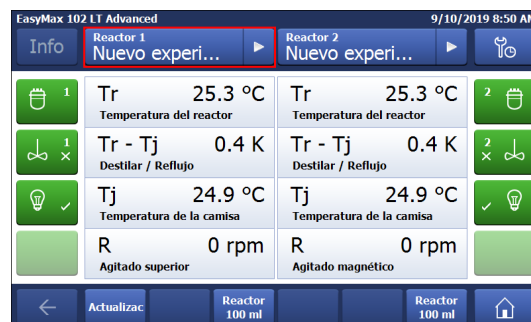 EasyMax 102 LT Advanced 9/10/2019 8:50 AM
Info
Reactor 1
Nuevo experi...
Reactor 2
Nuevo experi...
1
Tr 25.3 °C
Temperatura del reactor
Tr 25.3 °C
Temperatura del reactor
2
1
Tr - Tj 0.4 K
Destilar / Reflujo
Tr - Tj 0.4 K
Destilar / Reflujo
2
Tj 24.9 °C
Temperatura de la camisa
Tj 24.9 °C
Temperatura de la camisa
R 0 rpm
Agitado superior
R 0 rpm
Agitado magnético
Actualizac
Reactor
100 ml
Reactor
100 ml